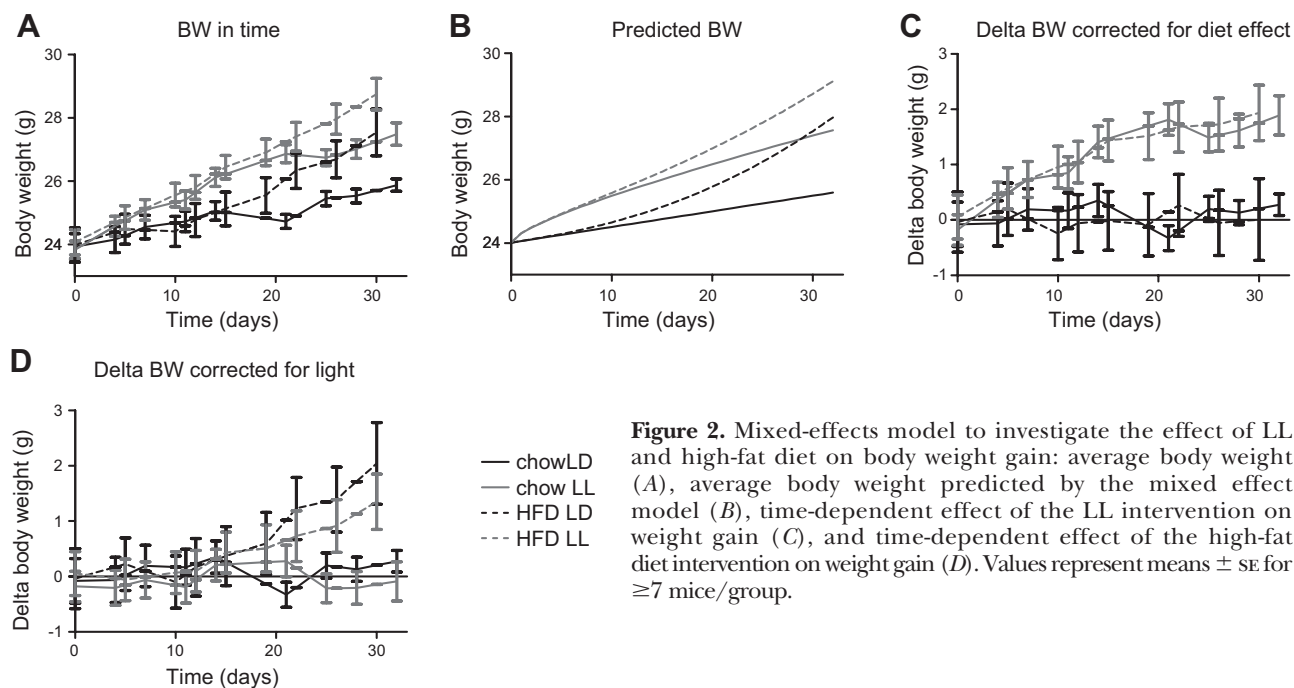 A
BW in time
30
28
26
24
Body weight (g)
0
10
20
30
Time (days)
B
Predicted BW
30
28
26
24
Body weight (g)
0
10
20
30
Time (days)
C
Delta BW corrected for diet effect
3
2
1
0
-1
Delta body weight (g)
0
10
20
30
Time (days)
D
Delta BW corrected for light
3
2
1
0
-1
Delta body weight (g)
0
10
20
30
Time (days)
chowLD
chow LL
HFD LD
HFD LL
Figure 2. Mixed-effects model to investigate the effect of LL
and high-fat diet on body weight gain: average body weight
(A), average body weight predicted by the mixed effect
model (B), time-dependent effect of the LL intervention on
weight gain (C), and time-dependent effect of the high-fat
diet intervention on weight gain (D). Values represent means ± SE for
≥7 mice/group.